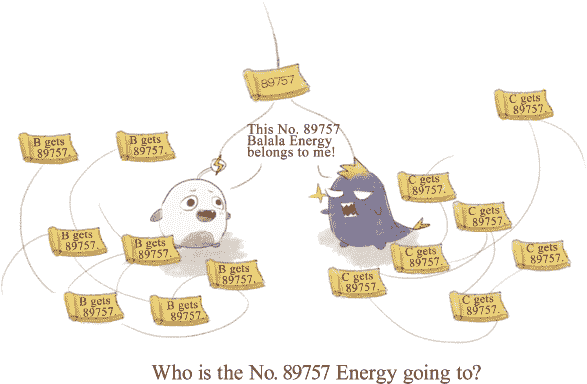 89757
This No. 89757
Balala Energy
belongs to me!
B gets
89757.
B gets
89757.
B gets
89757.
B gets
89757.
B gets
89757.
B gets
89757.
B gets
89757.
C gets
89757.
C gets
89757.
C gets
89757.
C gets
89757.
C gets
89757.
C gets
89757.
C gets
89757.
Who is the No. 89757 Energy going to?